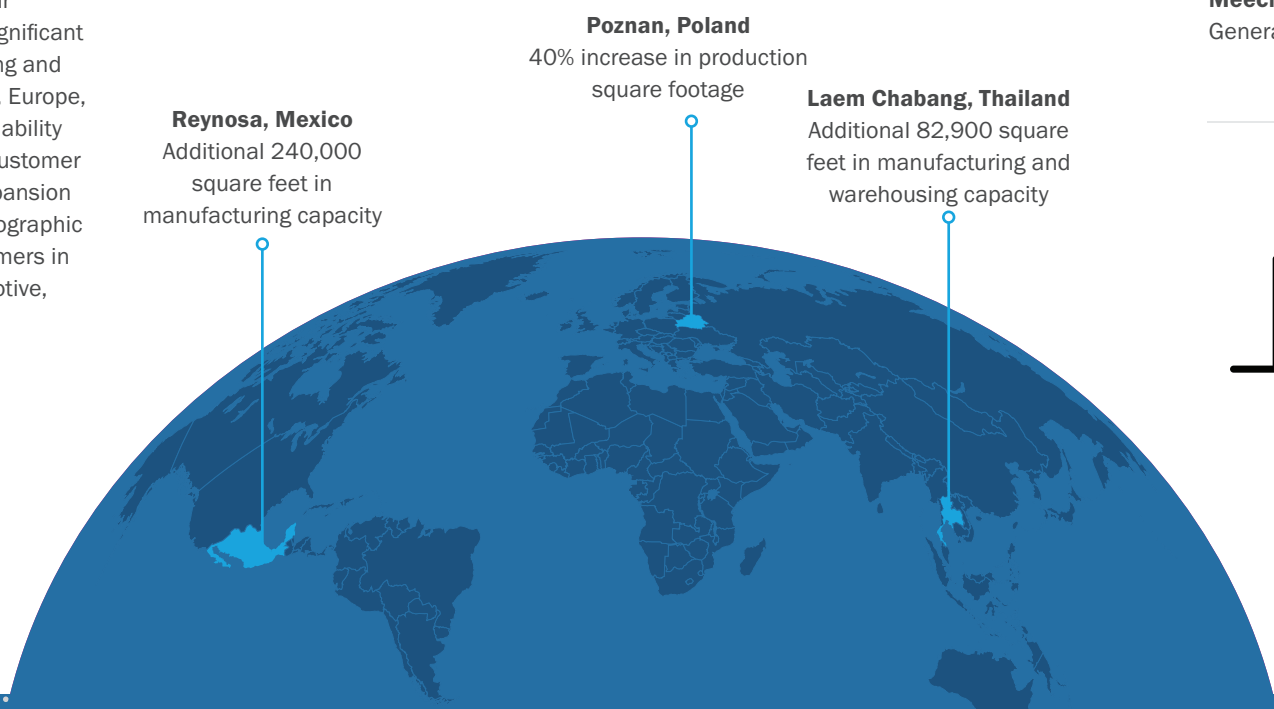 gnificant
ng and
Europe,
ability
ustomer
pansion
ographic
mers in
otive,
Reynosa, Mexico
Additional 240,000
square feet in
manufacturing capacity
Poznan, Poland
40% increase in production
square footage
Laem Chabang, Thailand
Additional 82,900 square
feet in manufacturing and
warehousing capacity
Genera